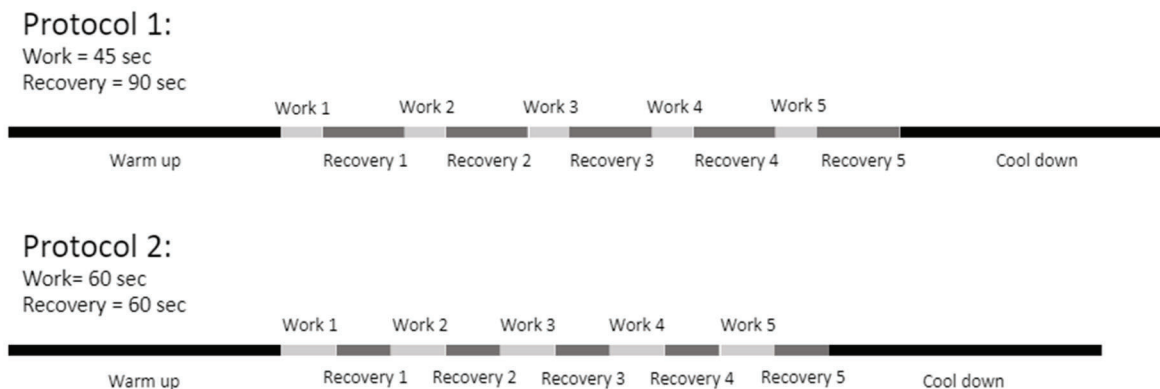 Protocol 1:
Work = 45 sec
Recovery = 90 sec
Work 1 Work 2 Work 3 Work 4 Work 5
Warm up Recovery 1 Recovery 2 Recovery 3 Recovery 4 Recovery 5 Cool down
Protocol 2:
Work= 60 sec
Recovery = 60 sec
Work 1 Work 2 Work 3 Work 4 Work 5
Warm up Recovery 1 Recovery 2 Recovery 3 Recovery 4 Recovery 5 Cool down